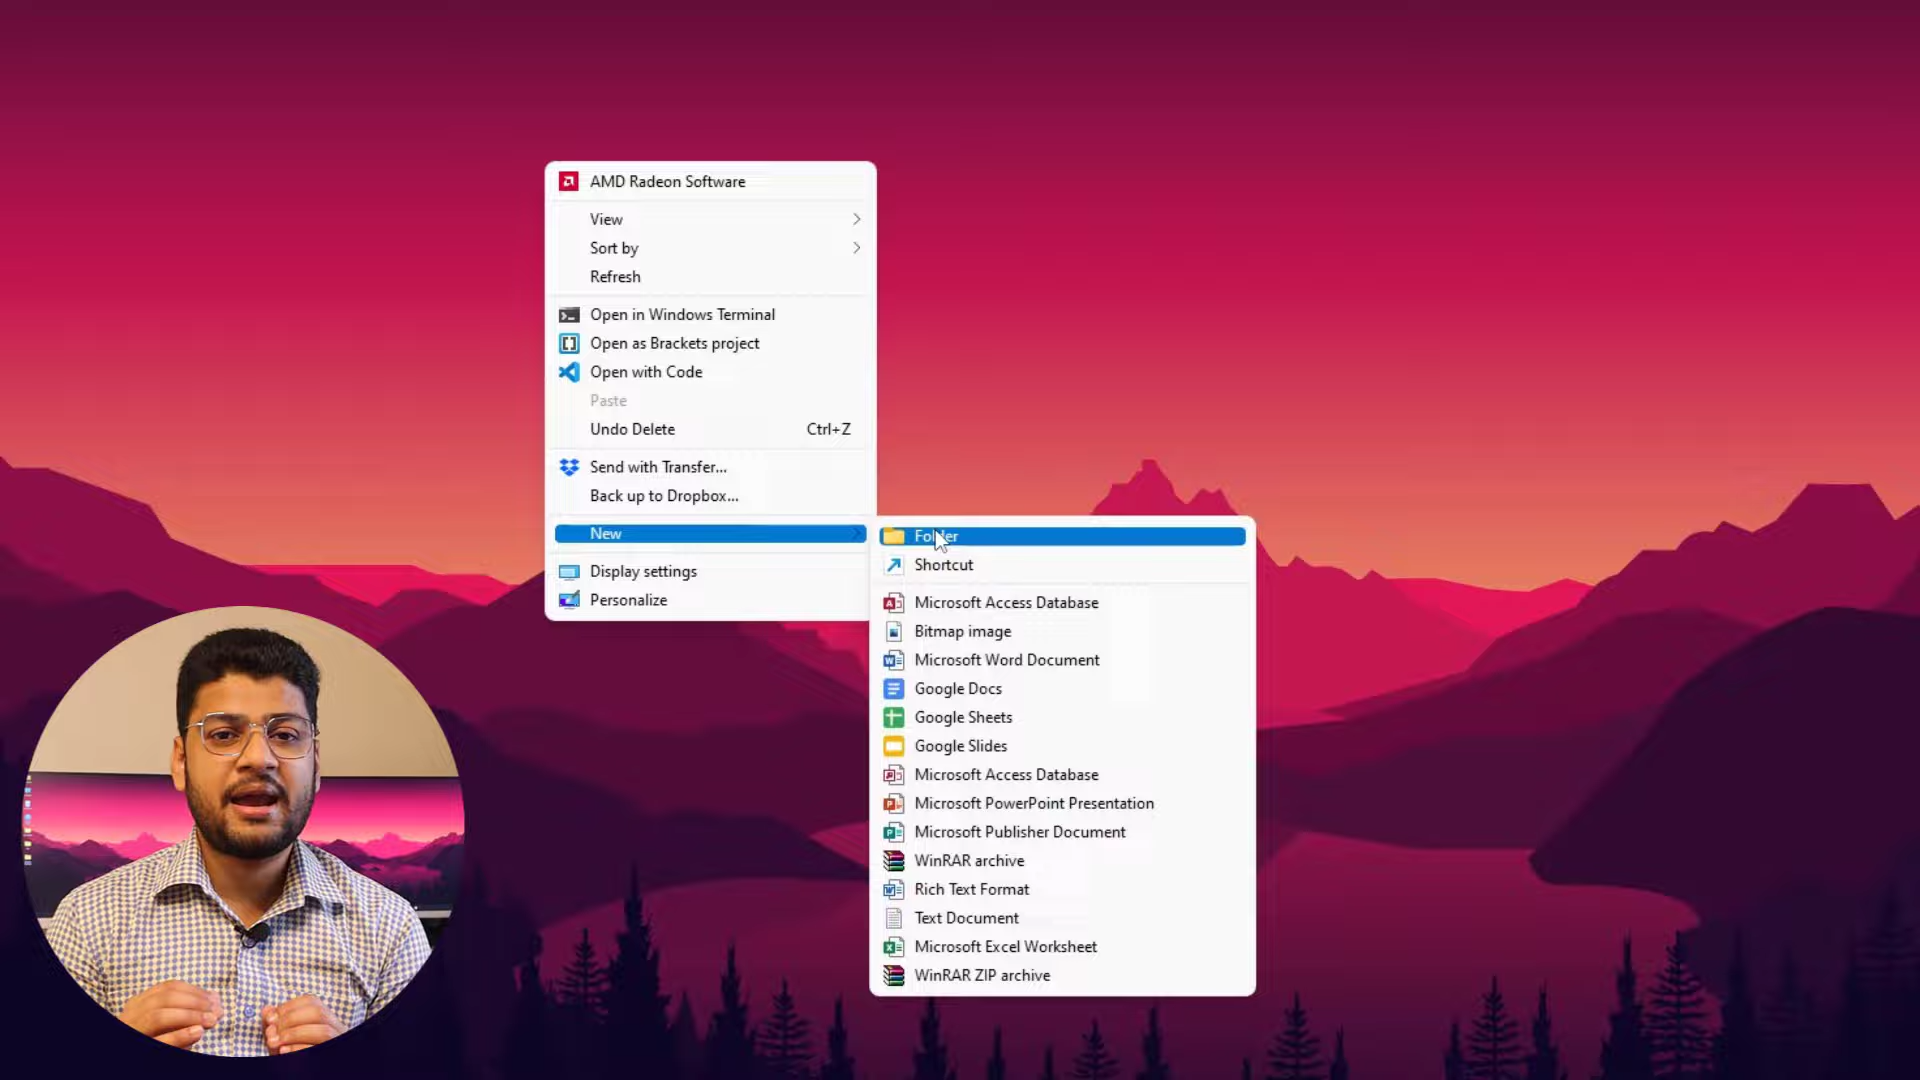 AMD Radeon Software
View
Sort by
Refresh
Open in Windows Terminal
Open as Brackets project
Open with Code
Paste
Undo Delete Ctrl+Z
Send with Transfer...
Back up to Dropbox...
New
Display settings
Personalize
Folder
Shortcut
Microsoft Access Database
Bitmap image
Microsoft Word Document
Google Docs
Google Sheets
Google Slides
Microsoft Access Database
Microsoft PowerPoint Presentation
Microsoft Publisher Document
WinRAR archive
Rich Text Format
Text Document
Microsoft Excel Worksheet
WinRAR ZIP archive